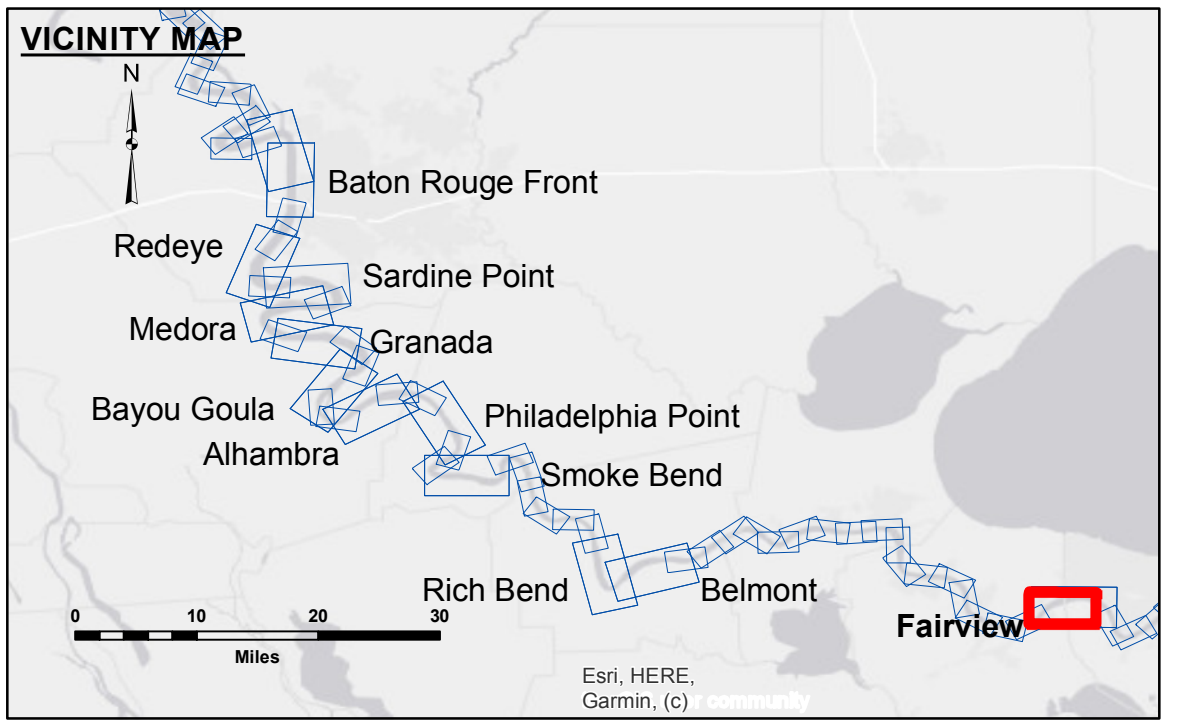 VICINITY MAP
N
Baton Rouge Front
Redeye
Sardine Point
Medora
Granada
Bayou Goula
Philadelphia Point
Alhambra
Smoke Bend
Rich Bend
Belmont
Fairview
0 10 20 30
Miles
Esri, HERE,
Garmin, (c)
community